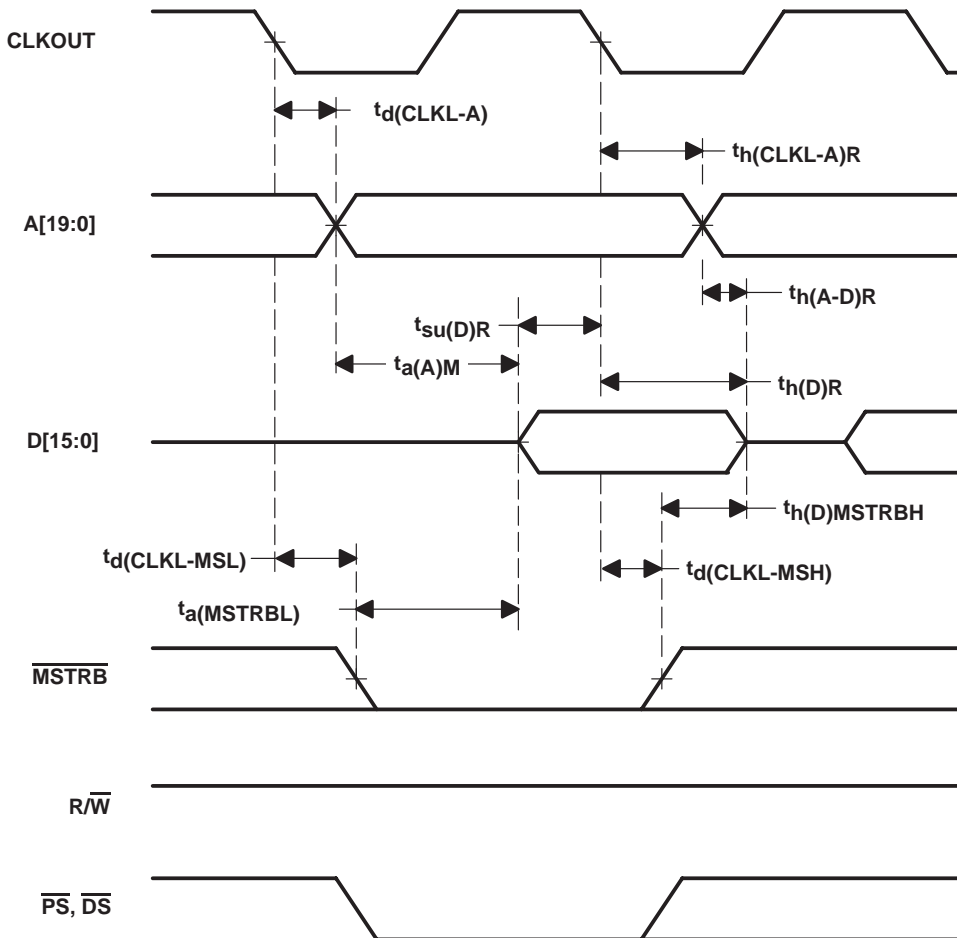 CLKOUT
td(CLKL-A)
th(CLKL-A)R
A[19:0]
th(A-D)R
tsu(D)R
ta(A)M
th(D)R
D[15:0]
th(D)MSTRBH
td(CLKL-MSL)
td(CLKL-MSH)
ta(MSTRBL)
MSTRB
R/W
PS, DS